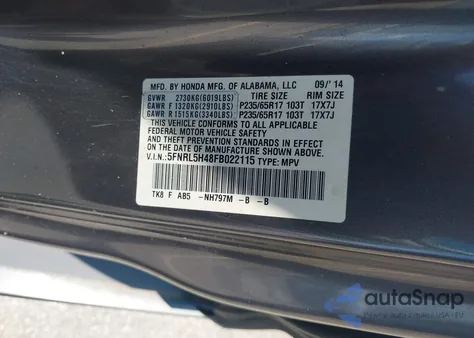 MFD. BY HONDA MFG. OF ALABAMA, LLC 09/'14
TIRE SIZE RIM SIZE
GVWR 2730KG(6019LBS)
GAWR F 1320KG(2910LBS) P235/65R17 103T 17X7J
GAWR R 1515KG(3340LBS) P235/65R17 103T 17X7J
THIS VEHICLE CONFORMS TO ALL APPLICABLE
FEDERAL MOTOR VEHICLE SAFETY, BUMPER,
AND THEFT PREVENTION STANDARDS IN EFFECT
ON THE DATE OF MANUFACTURE SHOWN ABOVE.
V.I.N: 5FNRL5H48FB022115 TYPE: MPV
TK8 F AB5 -NH797M -B -B
autoSnap